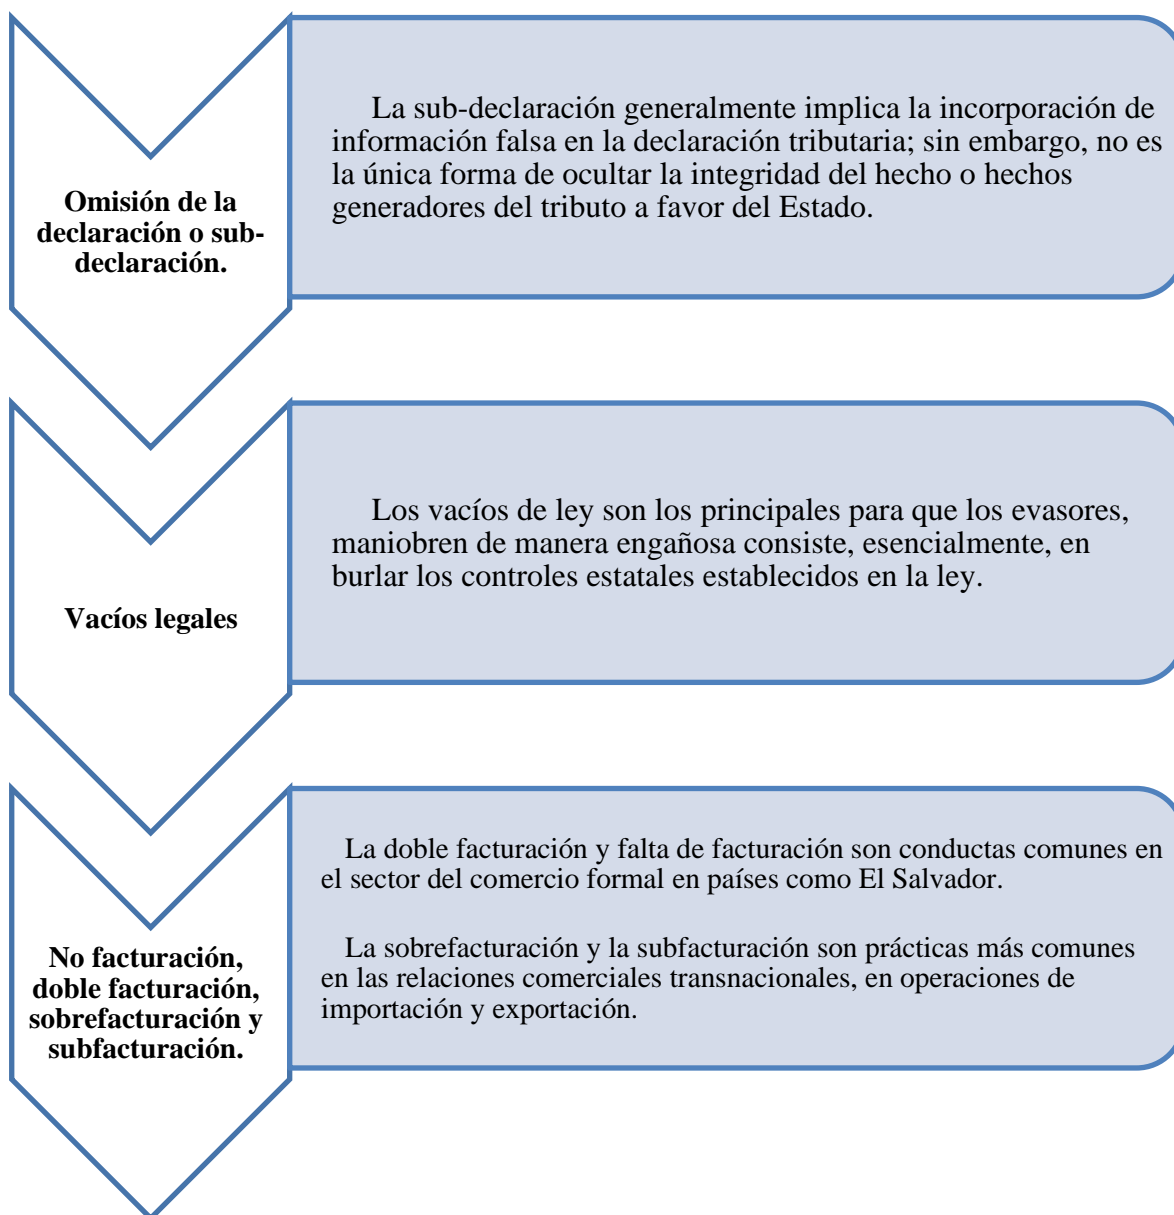 Omisión de la
declaración o sub-
declaración.
La sub-declaración generalmente implica la incorporación de
información falsa en la declaración tributaria; sin embargo, no es
la única forma de ocultar la integridad del hecho o hechos
generadores del tributo a favor del Estado.
Vacíos legales
Los vacíos de ley son los principales para que los evasores,
maniobren de manera engañosa consiste, esencialmente, en
burlar los controles estatales establecidos en la ley.
No facturación,
doble facturación,
sobrefacturación y
subfacturación.
La doble facturación y falta de facturación son conductas comunes en
el sector del comercio formal en países como El Salvador.
La sobrefacturación y la subfacturación son prácticas más comunes
en las relaciones comerciales transnacionales, en operaciones de
importación y exportación.